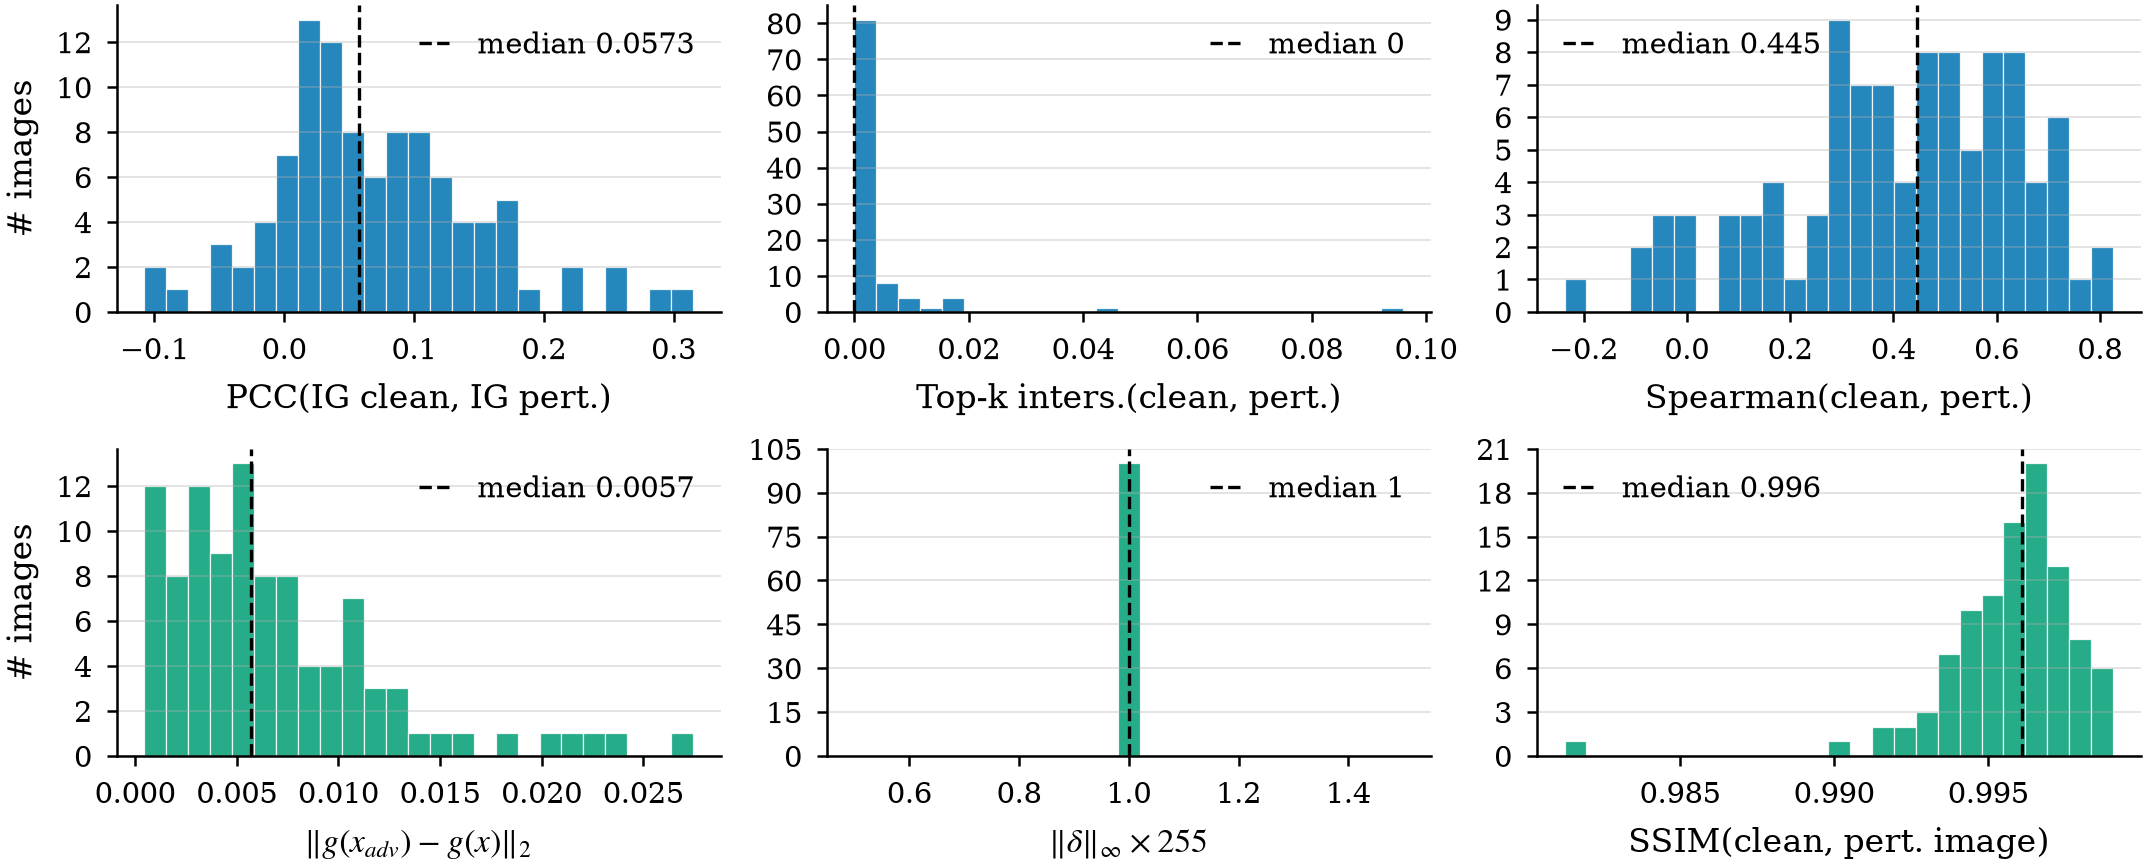 # images
12
10
8
6
4
2
0
median 0.0573
−0.1 0.0 0.1 0.2 0.3
PCC(IG clean, IG pert.)
80
70
60
50
40
30
20
10
0
median 0
0.00 0.02 0.04 0.06 0.08 0.10
Top-k inters.(clean, pert.)
9
8
7
6
5
4
3
2
1
0
median 0.445
−0.2 0.0 0.2 0.4 0.6 0.8
Spearman(clean, pert.)
# images
12
10
8
6
4
2
0
median 0.0057
0.000 0.005 0.010 0.015 0.020 0.025
‖g(x_adv) − g(x)‖₂
105
90
75
60
45
30
15
0
median 1
0.6 0.8 1.0 1.2 1.4
‖δ‖∞ × 255
21
18
15
12
9
6
3
0
median 0.996
0.985 0.990 0.995
SSIM(clean, pert. image)